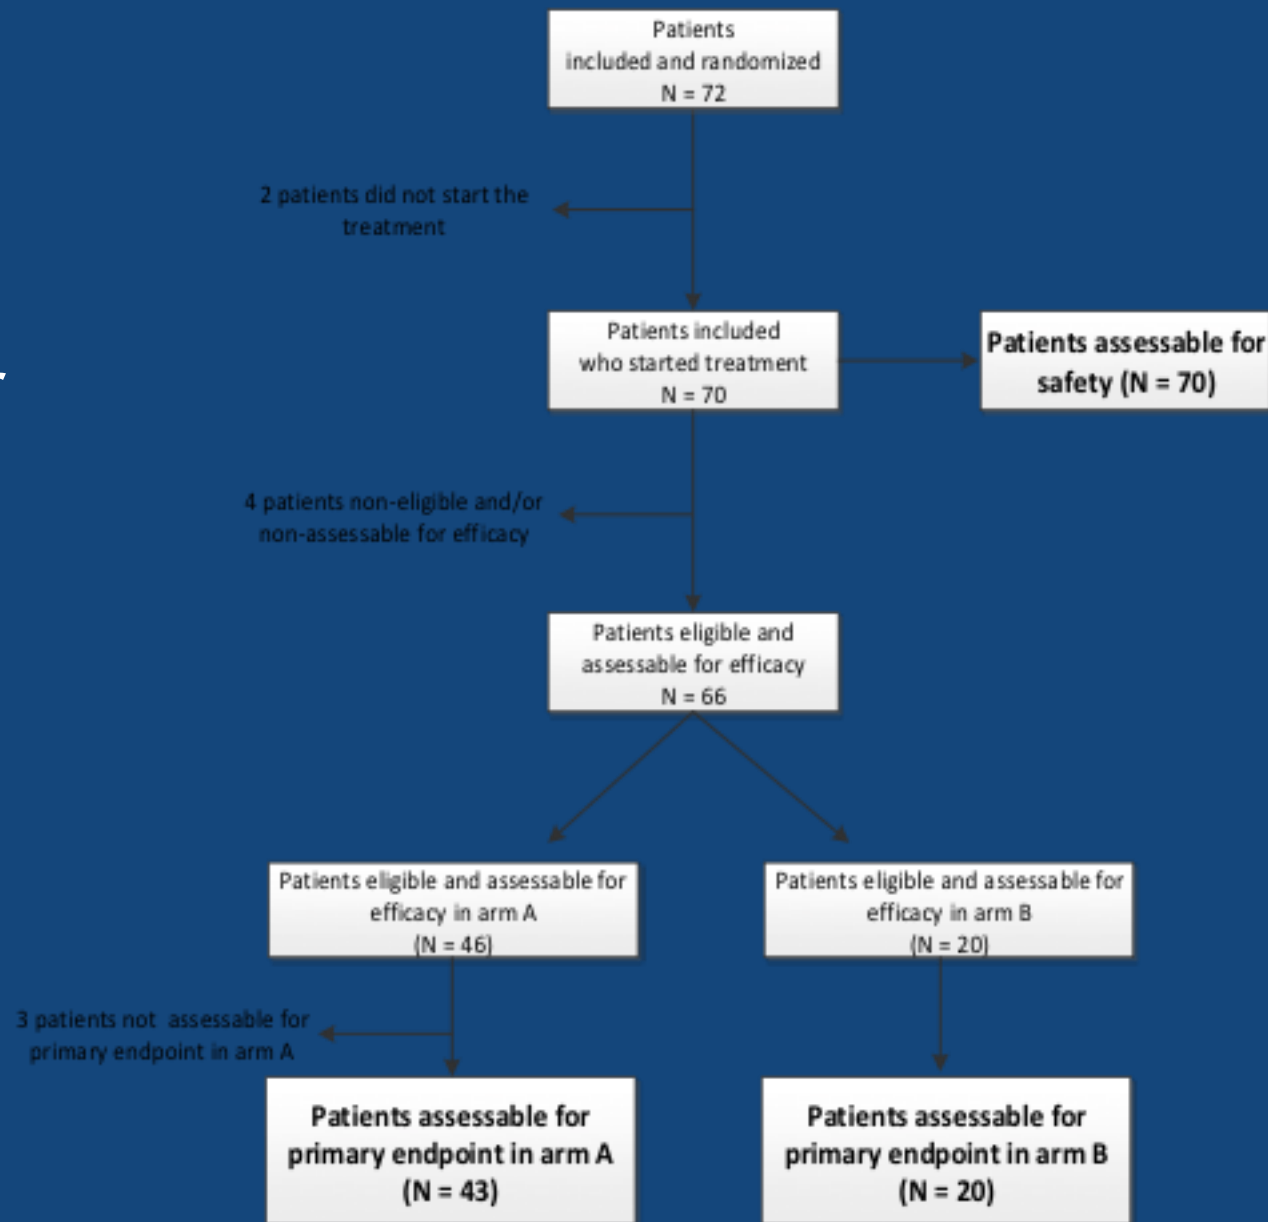 Patients
included and randomized
N = 72
2 patients did not start the
treatment
Patients included
who started treatment
N = 70
Patients assessable for
safety (N = 70)
4 patients non-eligible and/or
non-assessable for efficacy
Patients eligible and
assessable for efficacy
N = 66
Patients eligible and assessable for
efficacy in arm A
(N = 46)
Patients eligible and assessable for
efficacy in arm B
(N = 20)
3 patients not assessable for
primary endpoint in arm A
Patients assessable for
primary endpoint in arm A
(N = 43)
Patients assessable for
primary endpoint in arm B
(N = 20)